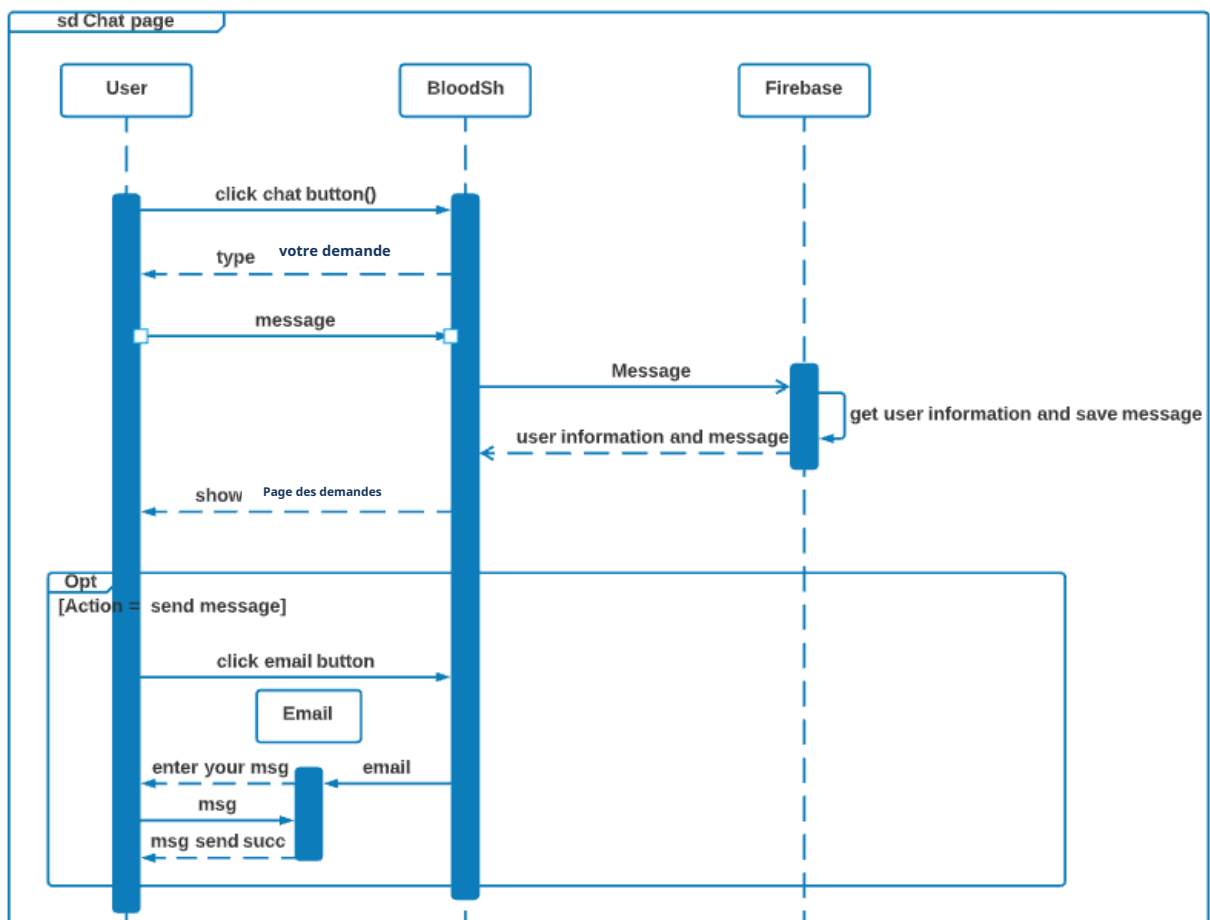 sd Chat page
User
BloodSh
Firebase
click chat button()
type votre demande
message
Message
get user information and save message
user information and message
show Page des demandes
Opt
[Action = send message]
click email button
Email
enter your msg
email
msg
msg send succ